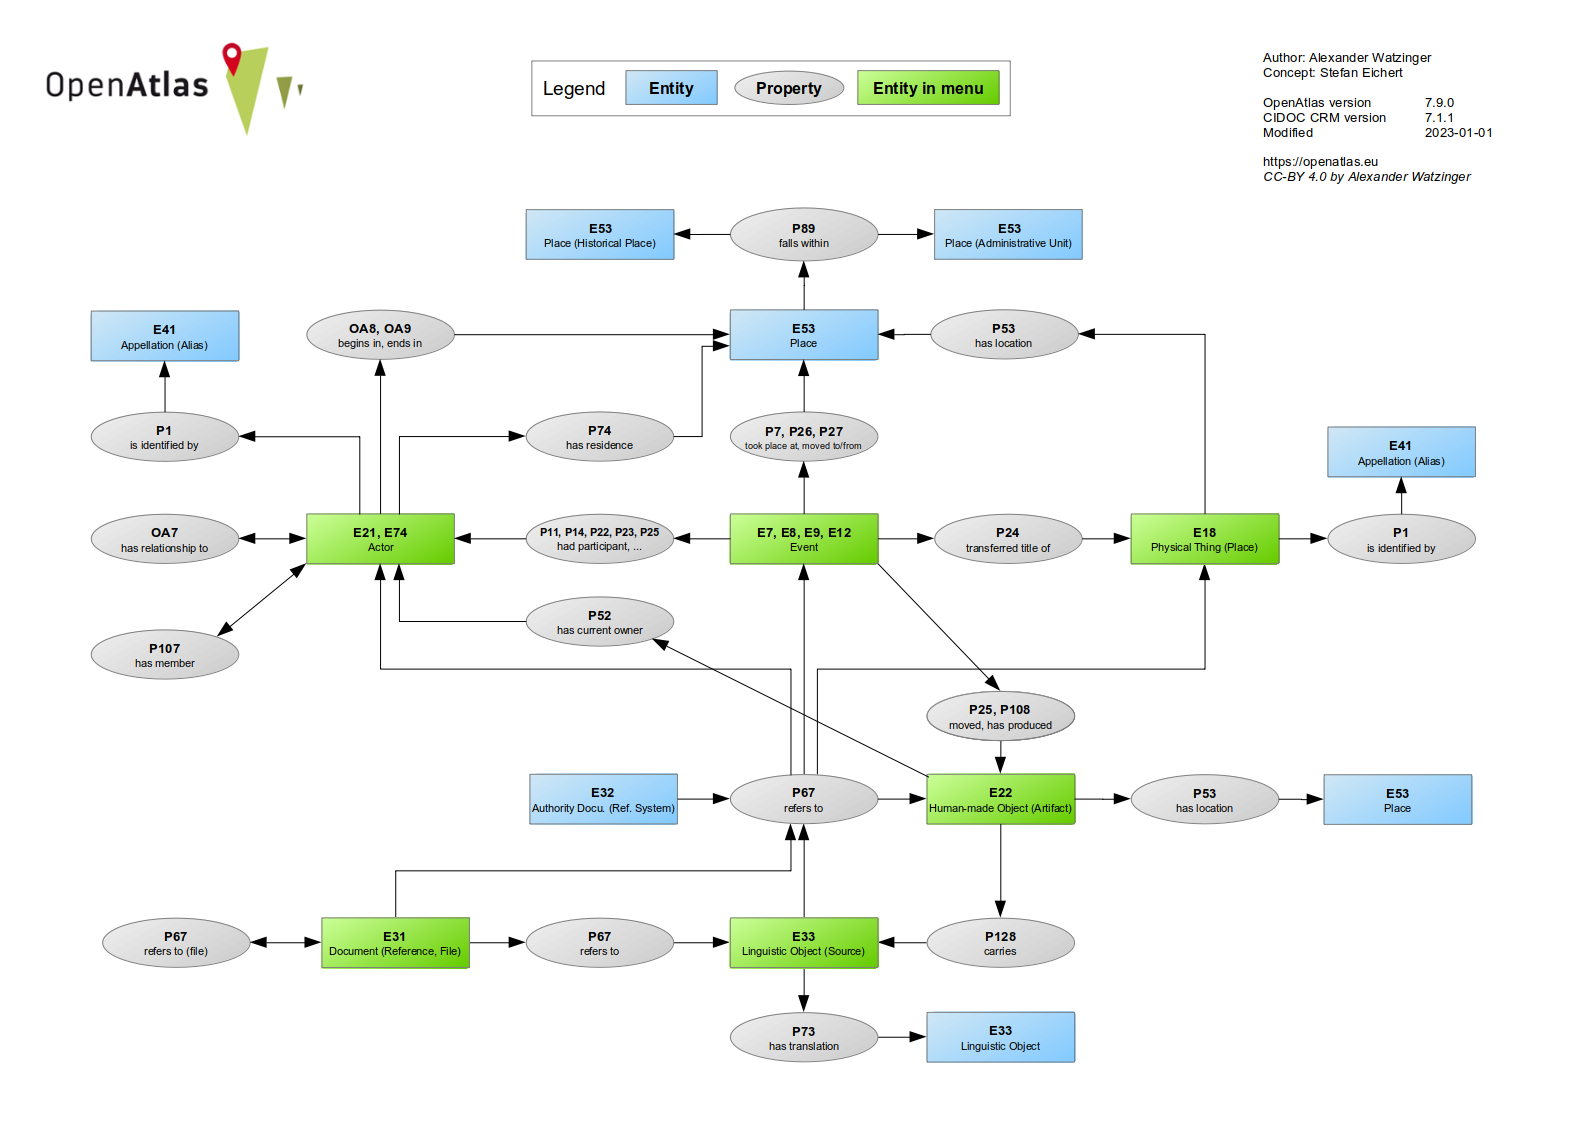 OpenAtlas
Legend
Entity
Property
Entity in menu
Author: Alexander Watzinger
Concept: Stefan Eichert
OpenAtlas version 7.9.0
CIDOC CRM version 7.1.1
Modified 2023-01-01
https://openatlas.eu
CC-BY 4.0 by Alexander Watzinger
E53
Place (Historical Place)
P89
falls within
E53
Place (Administrative Unit)
E41
Appellation (Alias)
OA8, OA9
begins in, ends in
E53
Place
P53
has location
P1
is identified by
P74
has residence
P7, P26, P27
took place at, moved to/from
E41
Appellation (Alias)
OA7
has relationship to
E21, E74
Actor
P11, P14, P22, P23, P25
had participant, ...
E7, E8, E9, E12
Event
P24
transferred title of
E18
Physical Thing (Place)
P1
is identified by
P52
has current owner
P107
has member
P25, P108
moved, has produced
E32
Authority Docu. (Ref. System)
P67
refers to
E22
Human-made Object (Artifact)
P53
has location
E53
Place
P67
refers to (file)
E31
Document (Reference, File)
P67
refers to
E33
Linguistic Object (Source)
P128
carries
P73
has translation
E33
Linguistic Object